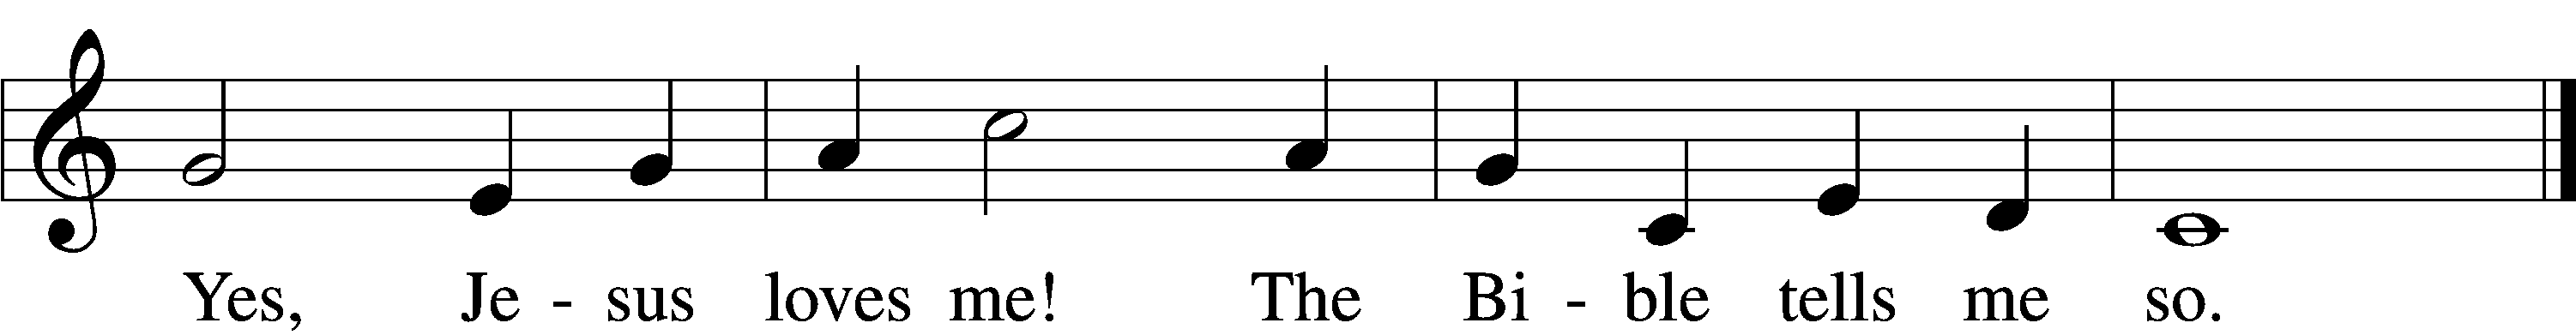 Yes, Je - sus loves me! The Bi - ble tells me so.